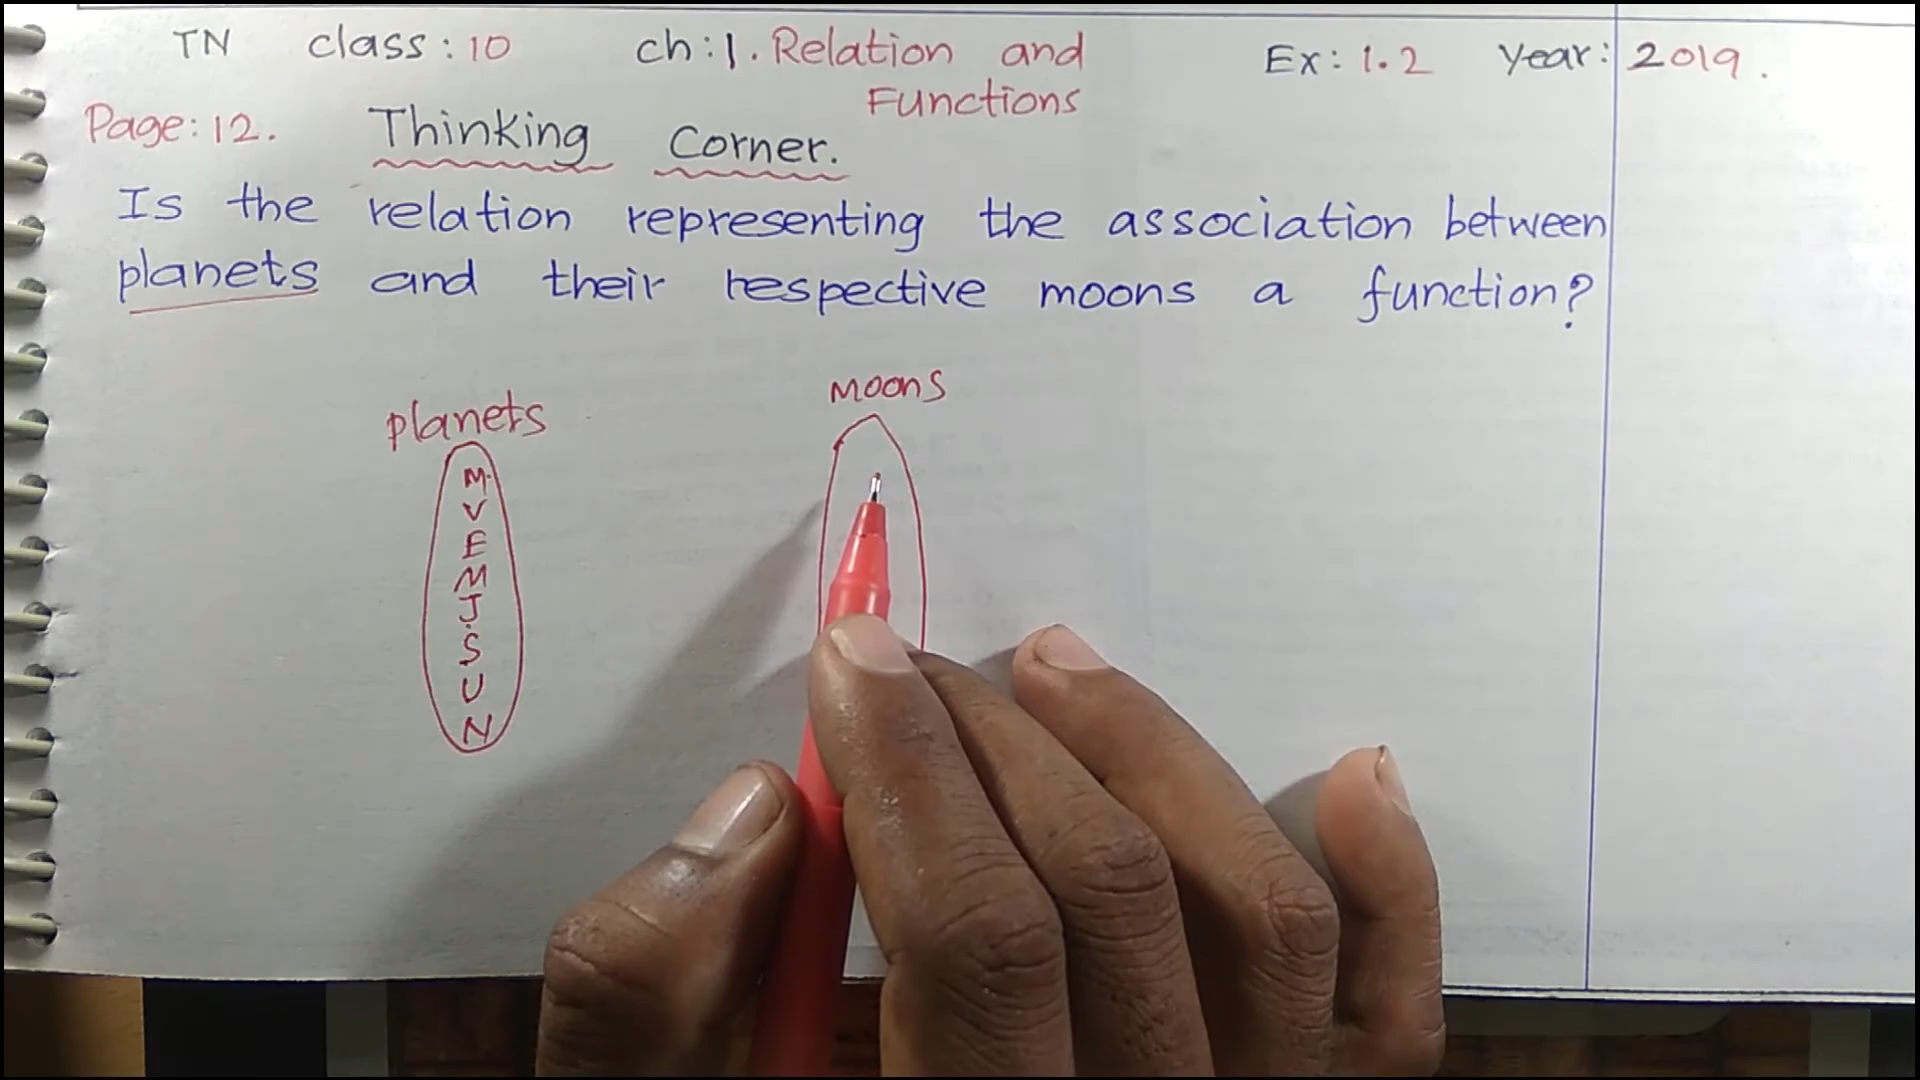 TN class: 10 ch: 1. Relation and Functions Ex: 1.2 Year: 2019.
Page: 12. Thinking Corner.
Is the relation representing the association between
planets and their respective moons a function?
planets
moons
M
V
E
M
J
S
U
N